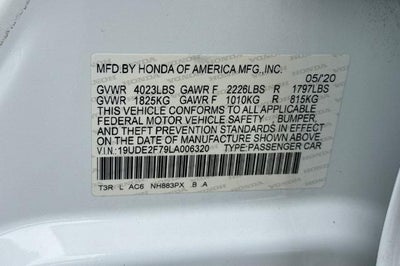 MFD.BY HONDA OF AMERICA MFG.,INC.
05/20
GVWR 4023LBS GAWR F 2226LBS R 1797LBS
GVWR 1825KG GAWR F 1010KG R 815KG
THIS VEHICLE CONFORMS TO ALL APPLICABLE
FEDERAL MOTOR VEHICLE SAFETY BUMPER,
AND THEFT PREVENTION STANDARDS IN EFFECT
ON THE DATE OF MANUFACTURE SHOWN ABOVE.
V.I.N.:19UDE2F79LA006320 TYPE:PASSENGER CAR
T3R L AC6 NH883PX B A